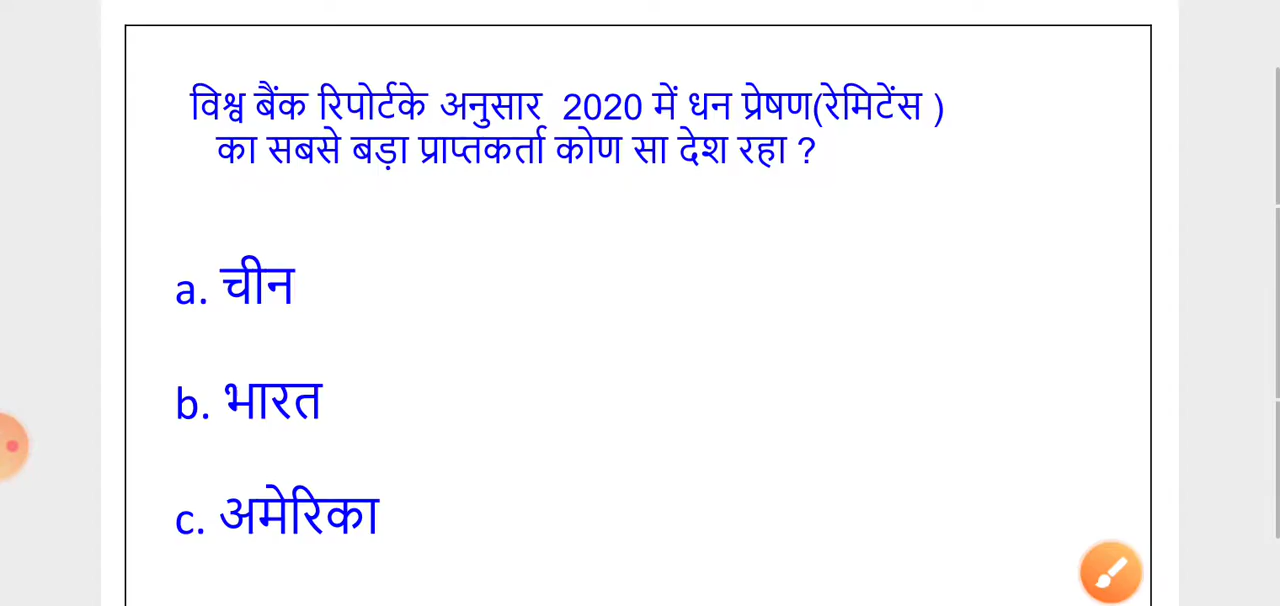 विश्व बैंक रिपोर्टके अनुसार 2020 में धन प्रेषण(रेमिटेंस )
का सबसे बड़ा प्राप्तकर्ता कोण सा देश रहा ?
a. चीन
b. भारत
c. अमेरिका